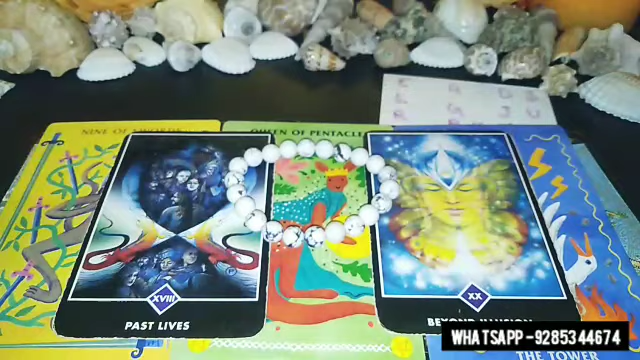 NINE OF SWORDS
QUEEN OF PENTACLES
XVIII
XX
PAST LIVES
BEYOND ILLUSION
WHATSAPP -9285344674
THE TOWER